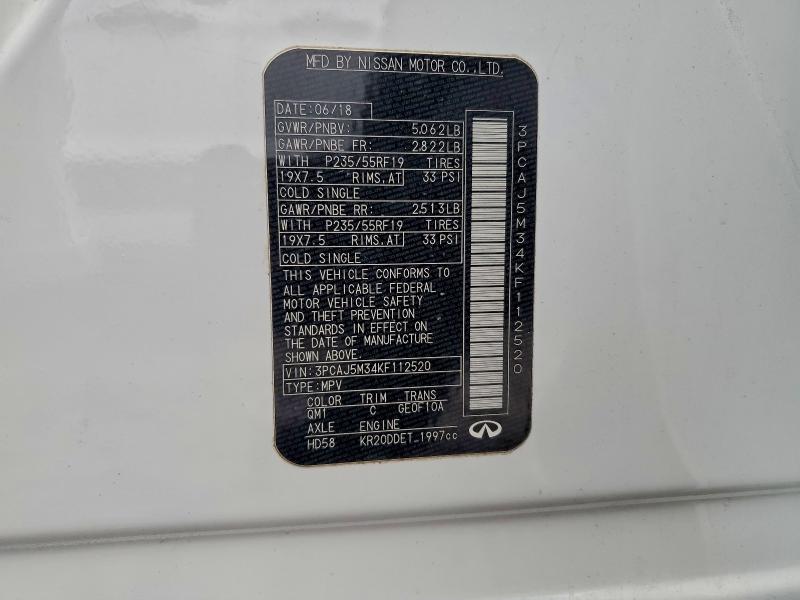 MFD BY NISSAN MOTOR CO.,LTD.
DATE: 06/18
GVWR/PNBV: 5.062LB
GAWR/PNBE FR: 2.822LB
WITH P235/55RF19 TIRES
19X7.5 RIMS.AT 33 PSI
COLD SINGLE
GAWR/PNBE RR: 2.513LB
WITH P235/55RF19 TIRES
19X7.5 RIMS.AT 33 PSI
COLD SINGLE
THIS VEHICLE CONFORMS TO
ALL APPLICABLE FEDERAL
MOTOR VEHICLE SAFETY
AND THEFT PREVENTION
STANDARDS IN EFFECT ON
THE DATE OF MANUFACTURE
SHOWN ABOVE.
VIN: 3PCAJ5M34KF112520
TYPE: MPV
COLOR TRIM TRANS
QM1 C GE0F10A
AXLE ENGINE
HD58 KR20DDET_1997cc
3PCAJ5M34KF112520